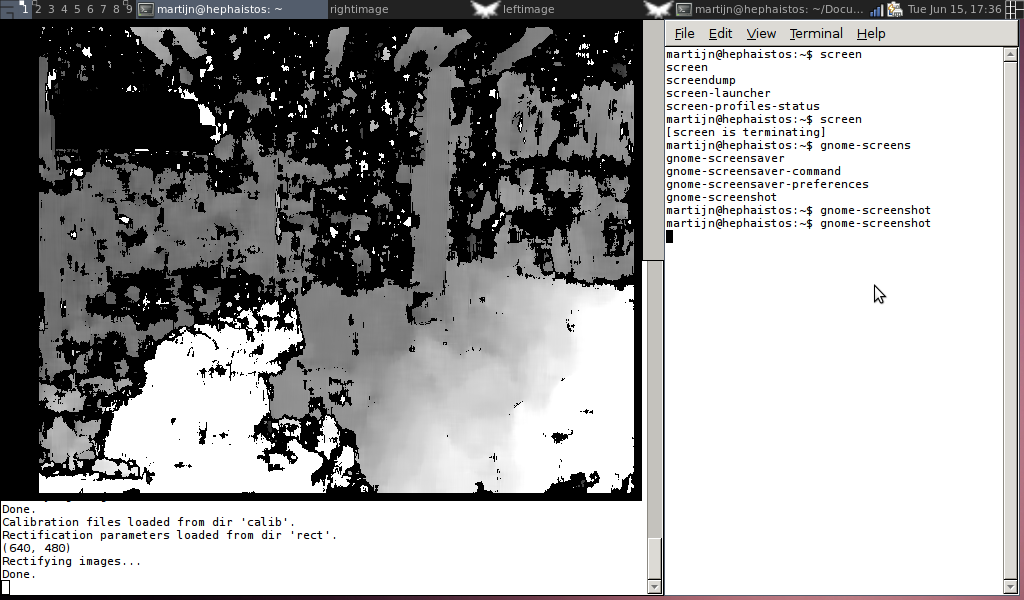 1 2 3 4 5 6 7 8 9 martijn@hephaistos: ~ rightimage leftimage martijn@hephaistos: ~/Docu... Tue Jun 15, 17:36
File Edit View Terminal Help
martijn@hephaistos:~$ screen
screen
screendump
screen-launcher
screen-profiles-status
martijn@hephaistos:~$ screen
[screen is terminating]
martijn@hephaistos:~$ gnome-screens
gnome-screensaver
gnome-screensaver-command
gnome-screensaver-preferences
gnome-screenshot
martijn@hephaistos:~$ gnome-screenshot
martijn@hephaistos:~$ gnome-screenshot
Done.
Calibration files loaded from dir 'calib'.
Rectification parameters loaded from dir 'rect'.
(640, 480)
Rectifying images...
Done.